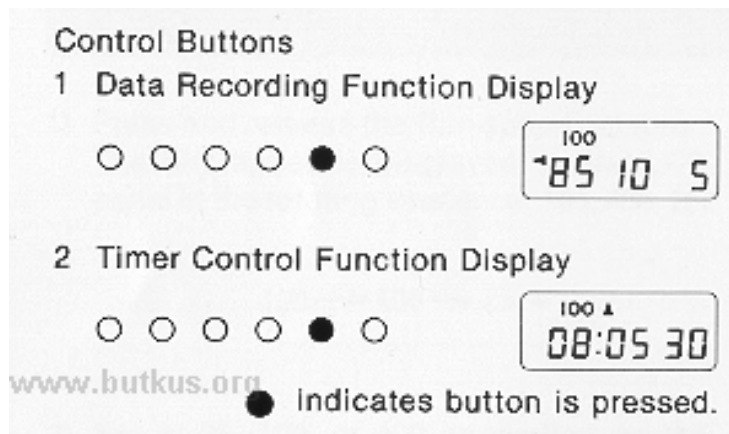 Control Buttons
1 Data Recording Function Display
100
85 10 5
2 Timer Control Function Display
100
08:05 30
www.butkus.org
indicates button is pressed.